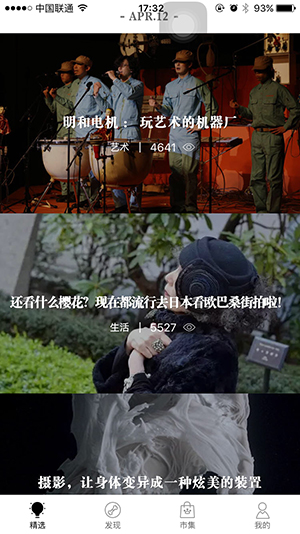 中国联通 17:32 93%
- APR.12 -
明和电机： 玩艺术的机器厂
艺术 | 4641
还看什么樱花？现在都流行去日本看欧巴桑街拍啦！
生活 | 5527
摄影，让身体变异成一种炫美的装置
精选 发现 市集 我的